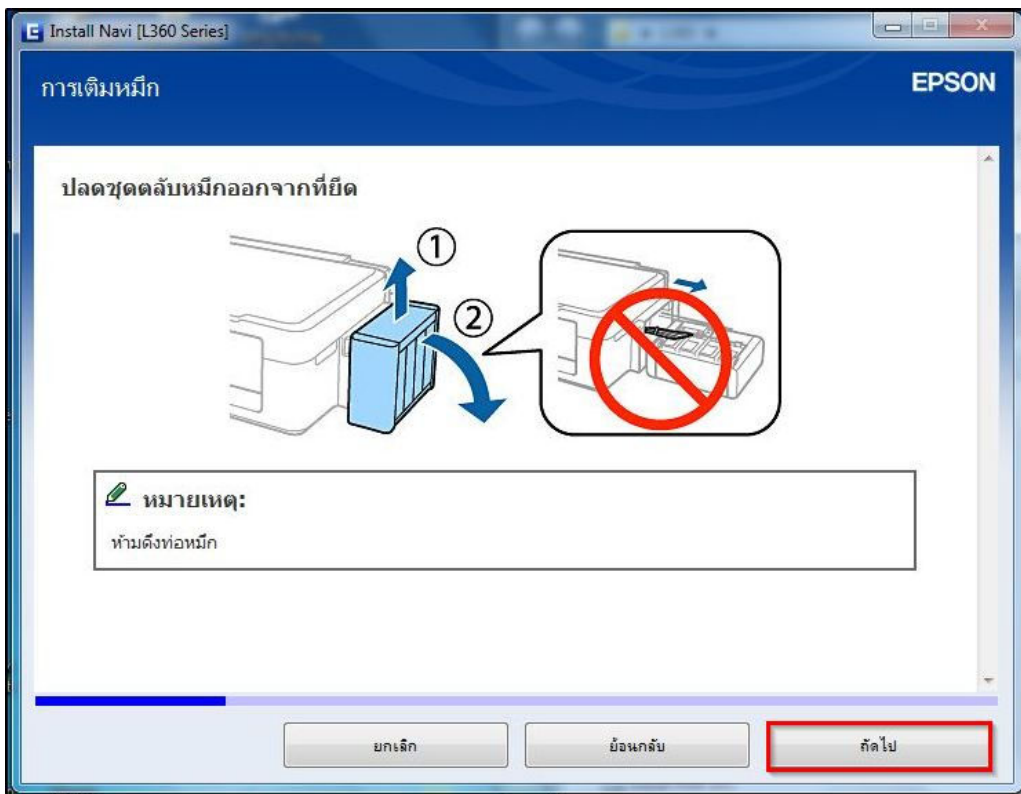 Install Navi [L360 Series]
การเติมหมึก
EPSON
ปลดชุดตลับหมึกออกจากที่ยึด
①
②
หมายเหตุ:
ห้ามดึงท่อหมึก
ยกเลิก
ย้อนกลับ
ถัดไป